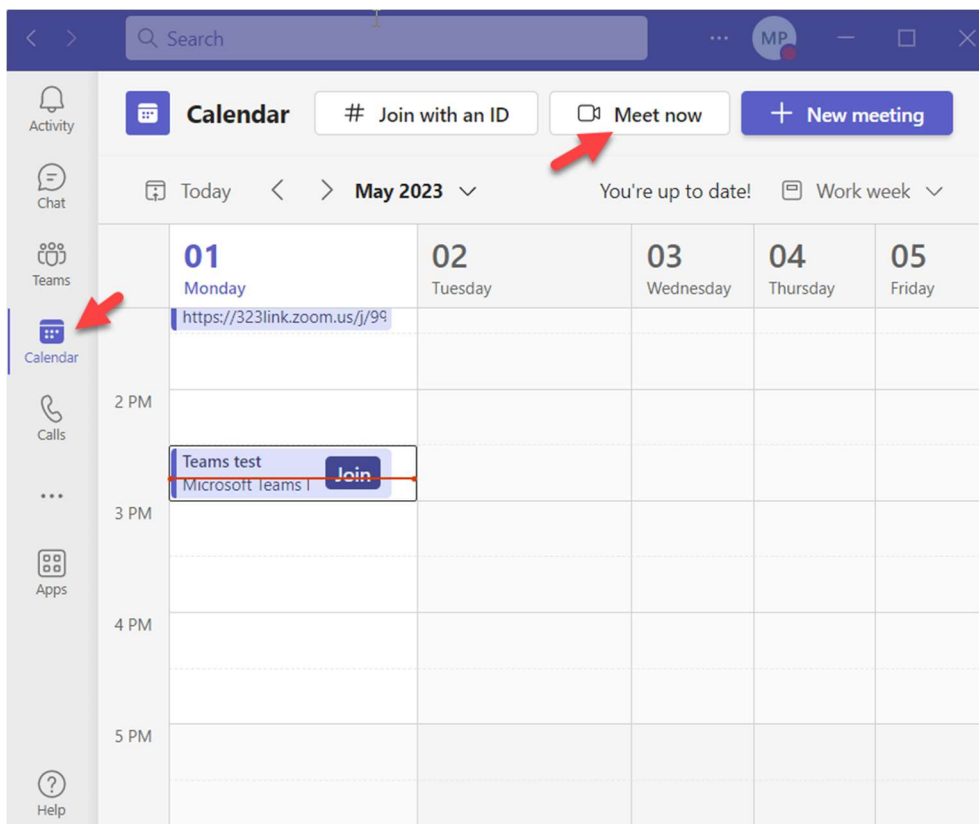 Search
MP
Activity
Chat
Teams
Calendar
Calls
Apps
Help
Calendar
# Join with an ID
Meet now
+ New meeting
Today
May 2023
You're up to date!
Work week
01
Monday
02
Tuesday
03
Wednesday
04
Thursday
05
Friday
https://323link.zoom.us/j/99
2 PM
Teams test
Microsoft Teams
Join
3 PM
4 PM
5 PM